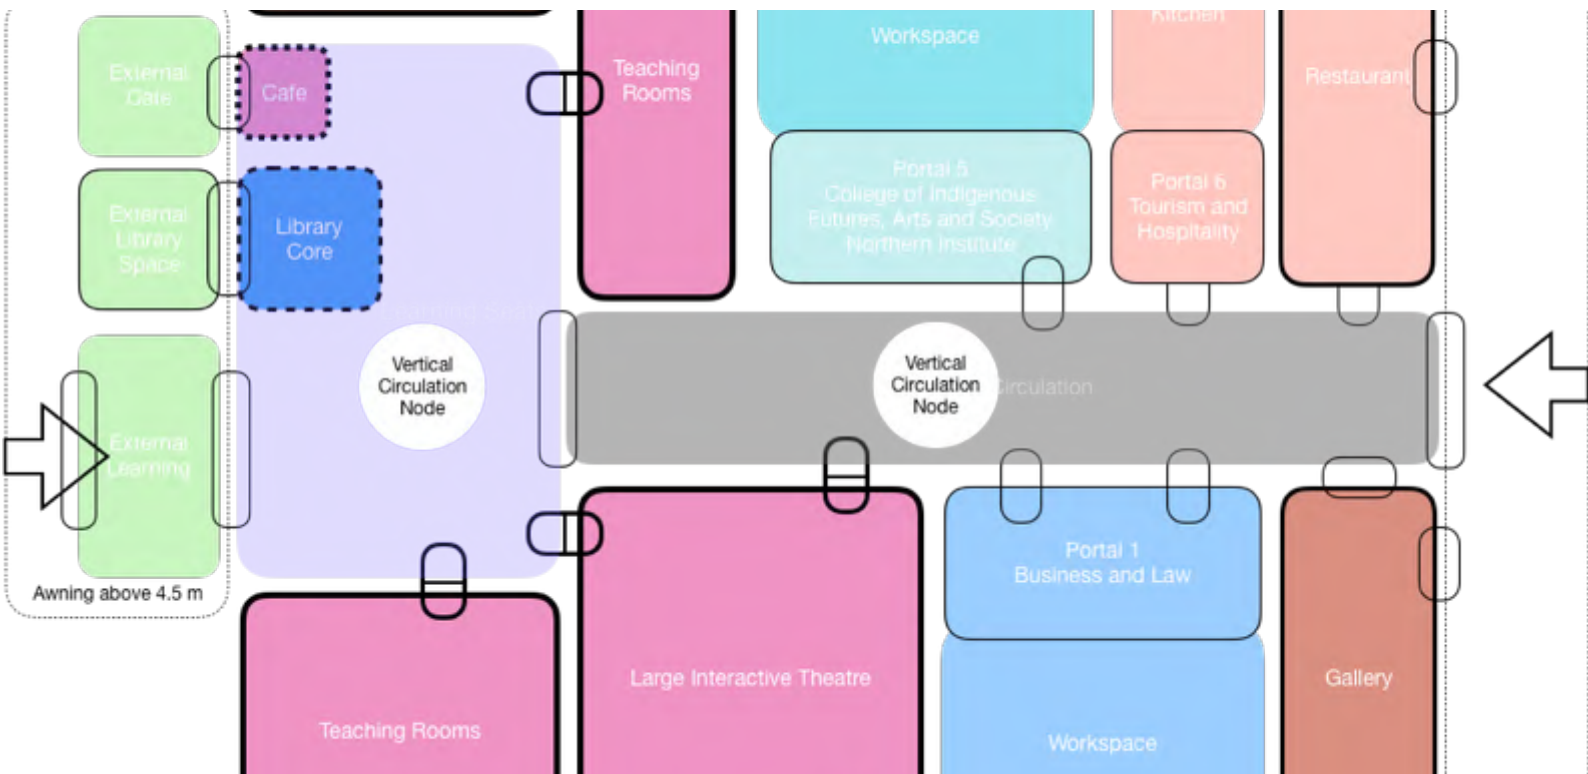 Kitchen
Workspace
External
Cafe
Cafe
Teaching
Rooms
Restaurant
Portal 5
College of Indigenous
Futures, Arts and Society
Northern Institute
Portal 6
Tourism and
Hospitality
External
Library
Space
Library
Core
Learning
Vertical
Circulation
Node
Vertical
Circulation
Node
Circulation
External
Learning
Awning above 4.5 m
Portal 1
Business and Law
Large Interactive Theatre
Gallery
Teaching Rooms
Workspace